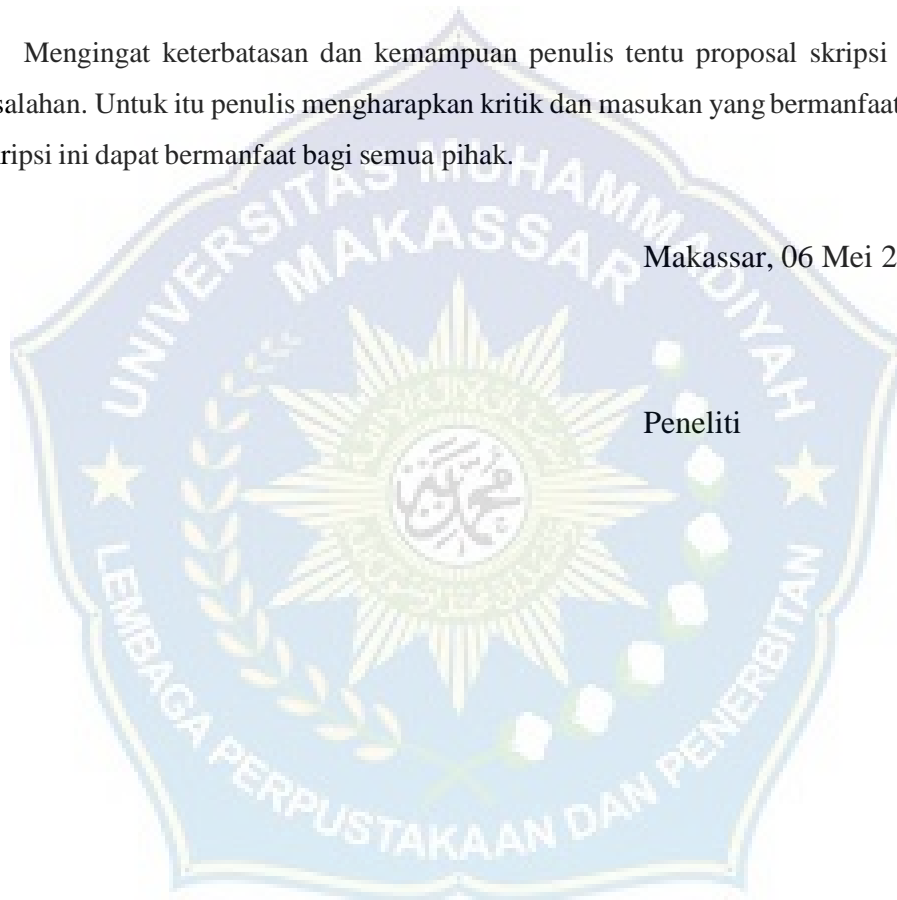 Mengingat keterbatasan dan kemampuan penulis tentu proposal skripsi
salahan. Untuk itu penulis mengharapkan kritik dan masukan yang bermanfaat
ripsi ini dapat bermanfaat bagi semua pihak.
UNIVERSITAS MUHAMMADIYAH
MAKASSAR
Makassar, 06 Mei 2
Peneliti
LEMBAGA PERPUSTAKAAN DAN PENERBITAN